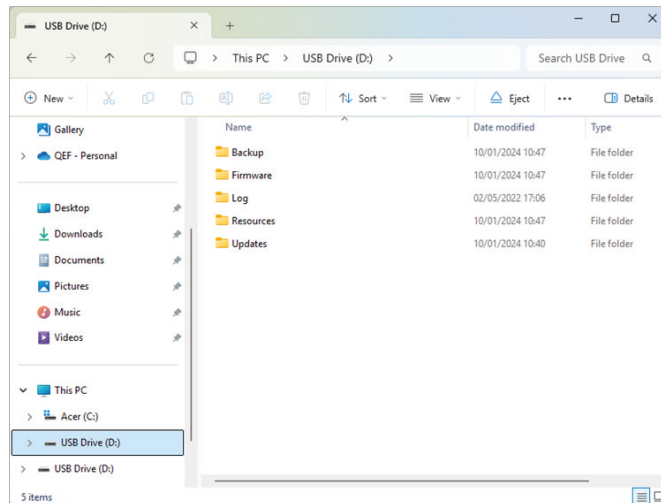 USB Drive (D:)
This PC > USB Drive (D:) >
Search USB Drive
New
Sort
View
Eject
Details
Gallery
QEF - Personal
Desktop
Downloads
Documents
Pictures
Music
Videos
This PC
Acer (C:)
USB Drive (D:)
USB Drive (D:)
Name Date modified Type
Backup 10/01/2024 10:47 File folder
Firmware 10/01/2024 10:47 File folder
Log 02/05/2022 17:06 File folder
Resources 10/01/2024 10:47 File folder
Updates 10/01/2024 10:40 File folder
5 items